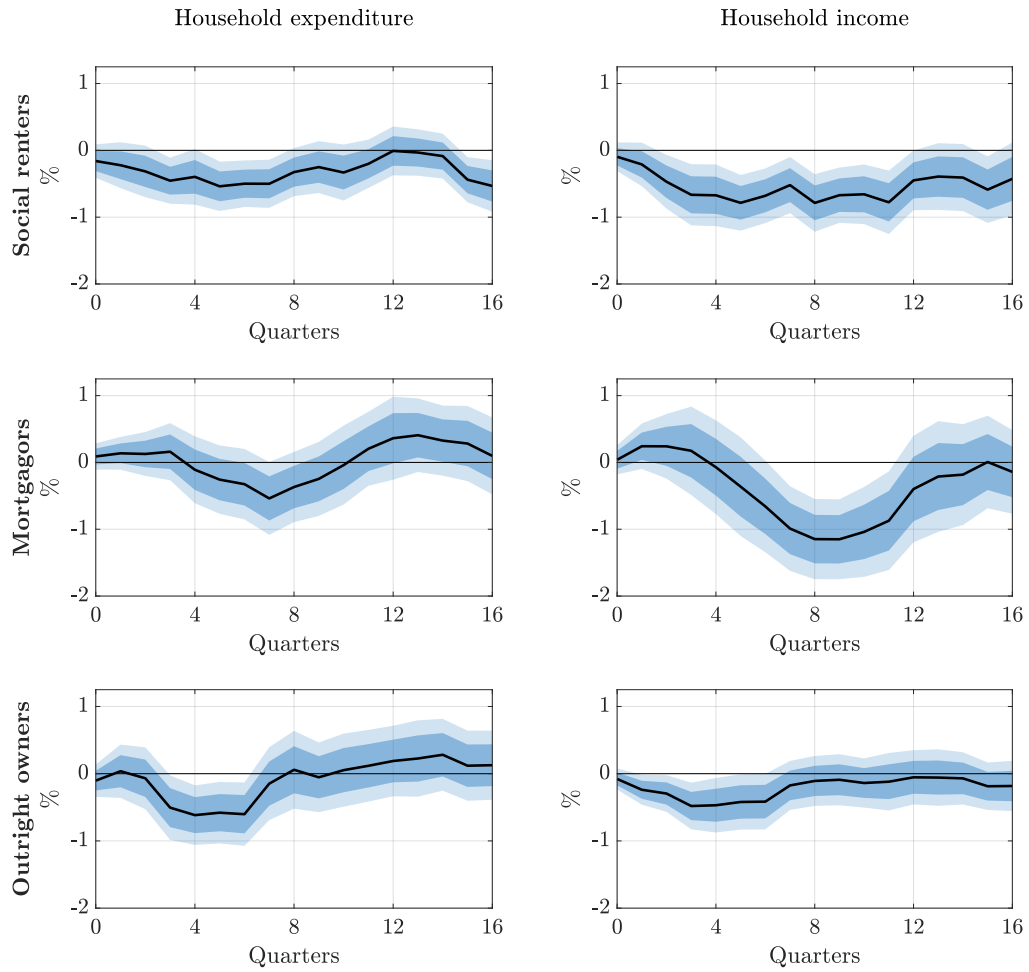 Household expenditure
Household income
Social renters
%
1
0
-1
-2
0 4 8 12 16
Quarters
%
1
0
-1
-2
0 4 8 12 16
Quarters
Mortgagors
%
1
0
-1
-2
0 4 8 12 16
Quarters
%
1
0
-1
-2
0 4 8 12 16
Quarters
Outright owners
%
1
0
-1
-2
0 4 8 12 16
Quarters
%
1
0
-1
-2
0 4 8 12 16
Quarters